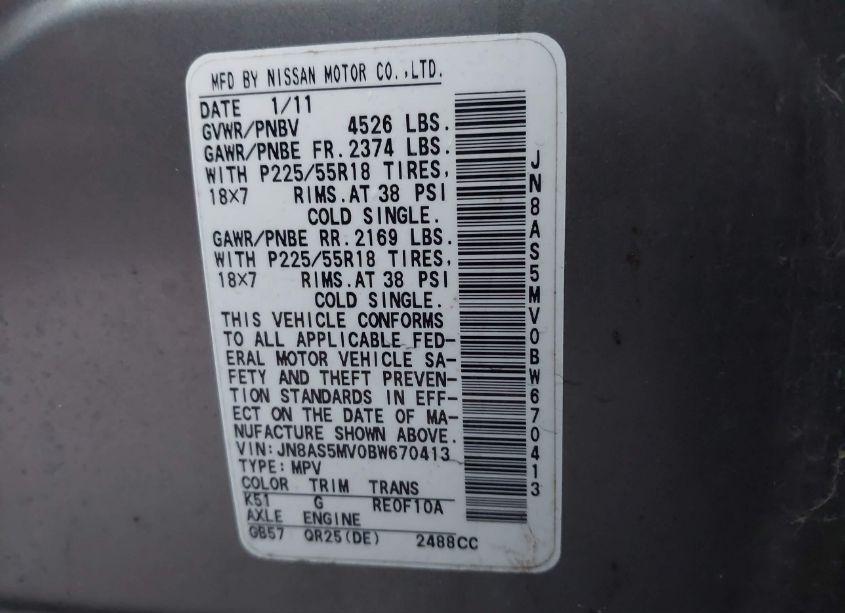 MFD BY NISSAN MOTOR CO.,LTD.
DATE 1/11
GVWR/PNBV 4526 LBS.
GAWR/PNBE FR. 2374 LBS.
WITH P225/55R18 TIRES,
18×7 RIMS.AT 38 PSI
COLD SINGLE.
GAWR/PNBE RR. 2169 LBS.
WITH P225/55R18 TIRES,
18×7 RIMS.AT 38 PSI
COLD SINGLE.
THIS VEHICLE CONFORMS
TO ALL APPLICABLE FED-
ERAL MOTOR VEHICLE SA-
FETY AND THEFT PREVEN-
TION STANDARDS IN EFF-
ECT ON THE DATE OF MA-
NUFACTURE SHOWN ABOVE.
VIN:JN8AS5MV0BW670413
TYPE:MPV
COLOR TRIM TRANS
K51 G RE0F10A
AXLE ENGINE
GB57 QR25(DE) 2488CC
JN8AS5MV0BW670413